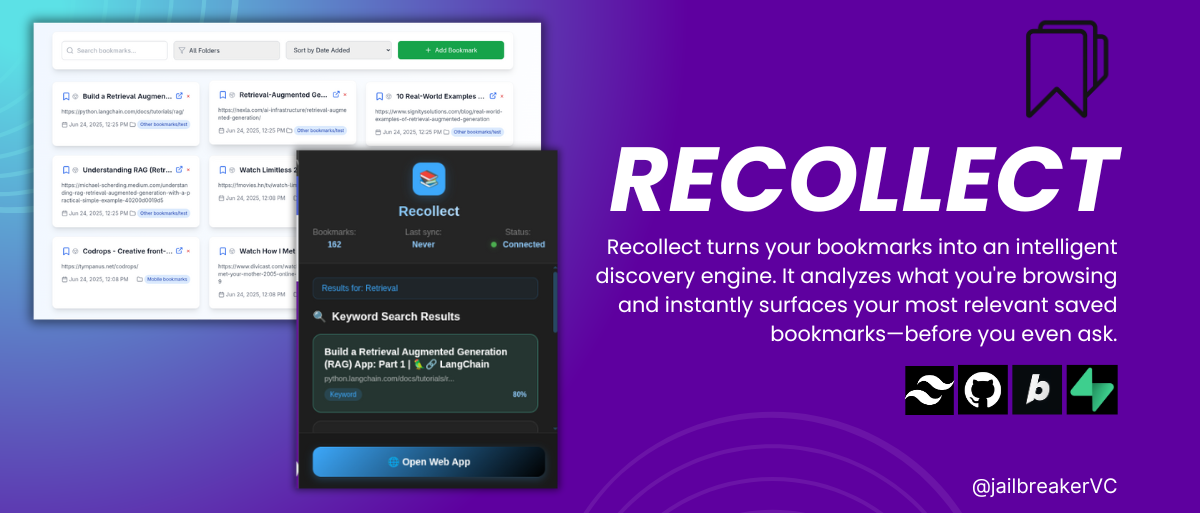 Search bookmarks...
All Folders
Sort by Date Added
+ Add Bookmark
Build a Retrieval Augmen...
https://python.langchain.com/docs/tutorials/rag/
Jun 24, 2025, 12:25 PM
Other bookmarks/test
Retrieval-Augmented Ge...
https://nexla.com/ai-infrastructure/retrieval-augme
nted-generation/
Jun 24, 2025, 12:25 PM
Other bookmarks/test
10 Real-World Examples ...
https://www.signitysolutions.com/blog/real-world-
examples-of-retrieval-augmented-generation
Jun 24, 2025, 12:25 PM
Other bookmarks/test
Understanding RAG (Retr...
https://michael-scherding.medium.com/understan
ding-rag-retrieval-augmented-generation-with-a-p
ractical-simple-example-40200d0019d5
Jun 24, 2025, 12:25 PM
Other bookmarks/test
Watch Limitless 2
https://fmovies.hn/tv/watch-lim
Jun 24, 2025, 12:08 PM
Codrops - Creative front-...
https://tympanus.net/codrops/
Jun 24, 2025, 12:08 PM
Mobile bookmarks
Watch How I Met
https://www.divicast.com/watc
met-your-mother-2005-online-
9
Jun 24, 2025, 12:08 PM
Recollect
Bookmarks:
162
Last sync:
Never
Status:
Connected
Results for: Retrieval
Keyword Search Results
Build a Retrieval Augmented Generation
(RAG) App: Part 1 | 🦜️🔗 LangChain
python.langchain.com/docs/tutorials/r...
Keyword
80%
Open Web App
RECOLLECT
Recollect turns your bookmarks into an intelligent
discovery engine. It analyzes what you're browsing
and instantly surfaces your most relevant saved
bookmarks—before you even ask.
b
@jailbreakerVC